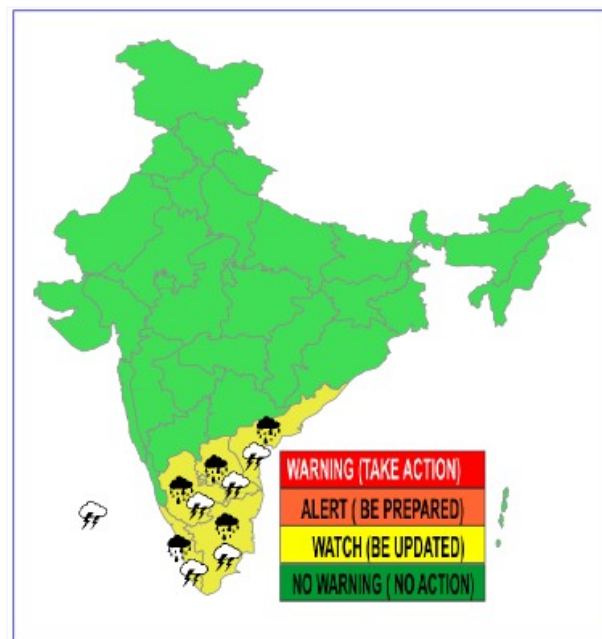 WARNING (TAKE ACTION)
ALERT ( BE PREPARED)
WATCH (BE UPDATED)
NO WARNING ( NO ACTION)